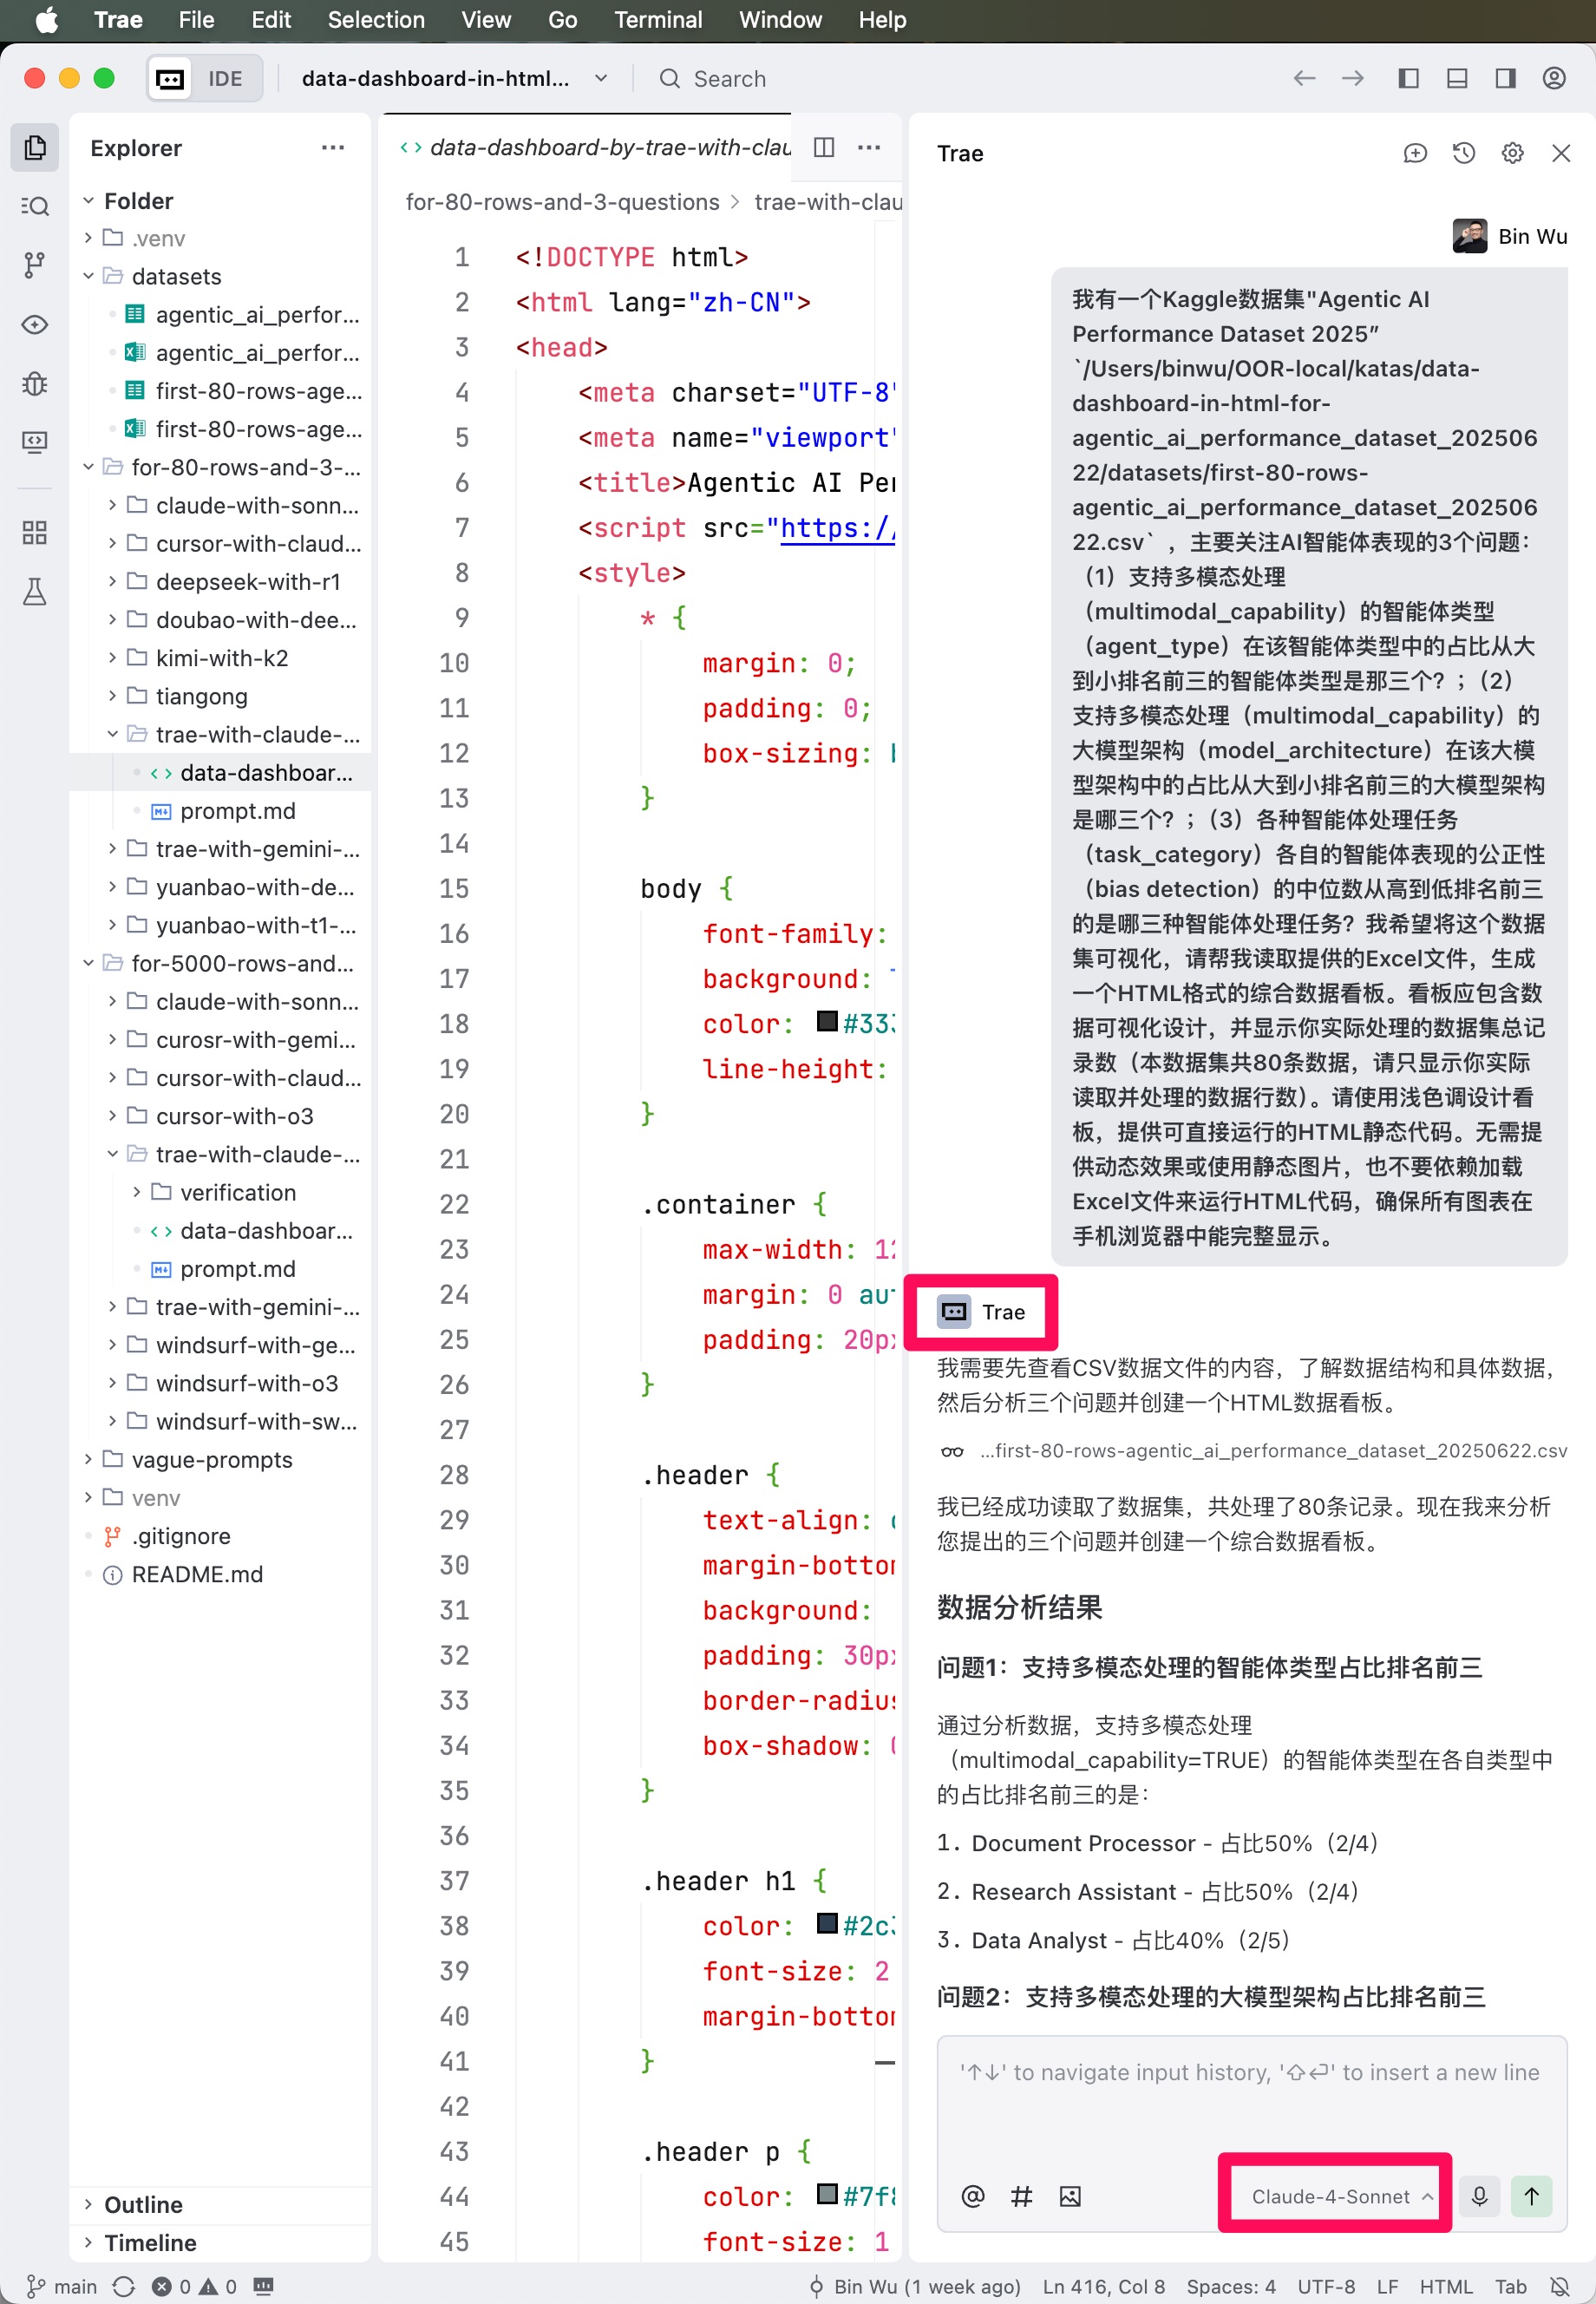 Trae File Edit Selection View Go Terminal Window Help
IDE data-dashboard-in-html... Search
Explorer
Folder
.venv
datasets
agentic_ai_perfor...
agentic_ai_perfor...
first-80-rows-age...
first-80-rows-age...
for-80-rows-and-3-...
claude-with-sonn...
cursor-with-claud...
deepseek-with-r1
doubao-with-dee...
kimi-with-k2
tiangong
trae-with-claude-...
data-dashboar...
prompt.md
trae-with-gemini-...
yuanbao-with-de...
yuanbao-with-t1-...
for-5000-rows-and...
claude-with-sonn...
curosr-with-gemi...
cursor-with-claud...
cursor-with-o3
trae-with-claude-...
verification
data-dashboar...
prompt.md
trae-with-gemini-...
windsurf-with-ge...
windsurf-with-o3
windsurf-with-sw...
vague-prompts
venv
.gitignore
README.md
Outline
Timeline
data-dashboard-by-trae-with-clau
for-80-rows-and-3-questions > trae-with-clau
1 <!DOCTYPE html>
2 <html lang="zh-CN">
3 <head>
4 <meta charset="UTF-8"
5 <meta name="viewport"
6 <title>Agentic AI Per
7 <script src="https:/
8 <style>
9 * {
10 margin: 0;
11 padding: 0;
12 box-sizing: b
13 }
14
15 body {
16 font-family:
17 background:
18 color: #333
19 line-height:
20 }
21
22 .container {
23 max-width: 12
24 margin: 0 aut
25 padding: 20px
26 }
27
28 .header {
29 text-align: c
30 margin-bottom
31 background:
32 padding: 30px
33 border-radius
34 box-shadow: 0
35 }
36
37 .header h1 {
38 color: #2c3
39 font-size: 2
40 margin-bottom
41 }
42
43 .header p {
44 color: #7f8
45 font-size: 1
Trae
Bin Wu
我有一个Kaggle数据集"Agentic AI
Performance Dataset 2025”
`/Users/binwu/OOR-local/katas/data-
dashboard-in-html-for-
agentic_ai_performance_dataset_202506
22/datasets/first-80-rows-
agentic_ai_performance_dataset_202506
22.csv` ，主要关注AI智能体表现的3个问题：
（1）支持多模态处理
（multimodal_capability）的智能体类型
（agent_type）在该智能体类型中的占比从大
到小排名前三的智能体类型是那三个？；（2）
支持多模态处理（multimodal_capability）的
大模型架构（model_architecture）在该大模
型架构中的占比从大到小排名前三的大模型架构
是哪三个？；（3）各种智能体处理任务
（task_category）各自的智能体表现的公正性
（bias detection）的中位数从高到低排名前三
的是哪三种智能体处理任务？我希望将这个数据
集可视化，请帮我读取提供的Excel文件，生成
一个HTML格式的综合数据看板。看板应包含数
据可视化设计，并显示你实际处理的数据集总记
录数（本数据集共80条数据，请只显示你实际
读取并处理的数据行数）。请使用浅色调设计看
板，提供可直接运行的HTML静态代码。无需提
供动态效果或使用静态图片，也不要依赖加载
Excel文件来运行HTML代码，确保所有图表在
手机浏览器中能完整显示。
Trae
我需要先查看CSV数据文件的内容，了解数据结构和具体数据，
然后分析三个问题并创建一个HTML数据看板。
...first-80-rows-agentic_ai_performance_dataset_20250622.csv
我已经成功读取了数据集，共处理了80条记录。现在我来分析
您提出的三个问题并创建一个综合数据看板。
数据分析结果
问题1：支持多模态处理的智能体类型占比排名前三
通过分析数据，支持多模态处理
（multimodal_capability=TRUE）的智能体类型在各自类型中
的占比排名前三的是：
1. Document Processor - 占比50%（2/4）
2. Research Assistant - 占比50%（2/4）
3. Data Analyst - 占比40%（2/5）
问题2：支持多模态处理的大模型架构占比排名前三
'↑↓' to navigate input history, '⇧⏎' to insert a new line
@ # Claude-4-Sonnet
main 0 0 Bin Wu (1 week ago) Ln 416, Col 8 Spaces: 4 UTF-8 LF HTML Tab